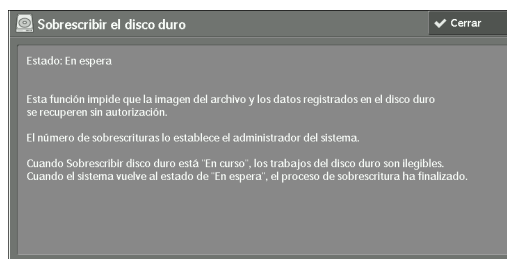 Sobrescribir el disco duro
Cerrar
Estado: En espera
Esta función impide que la imagen del archivo y los datos registrados en el disco duro
se recuperen sin autorización.
El número de sobrescrituras lo establece el administrador del sistema.
Cuando Sobrescribir disco duro está "En curso", los trabajos del disco duro son ilegibles.
Cuando el sistema vuelve al estado de "En espera", el proceso de sobrescritura ha finalizado.